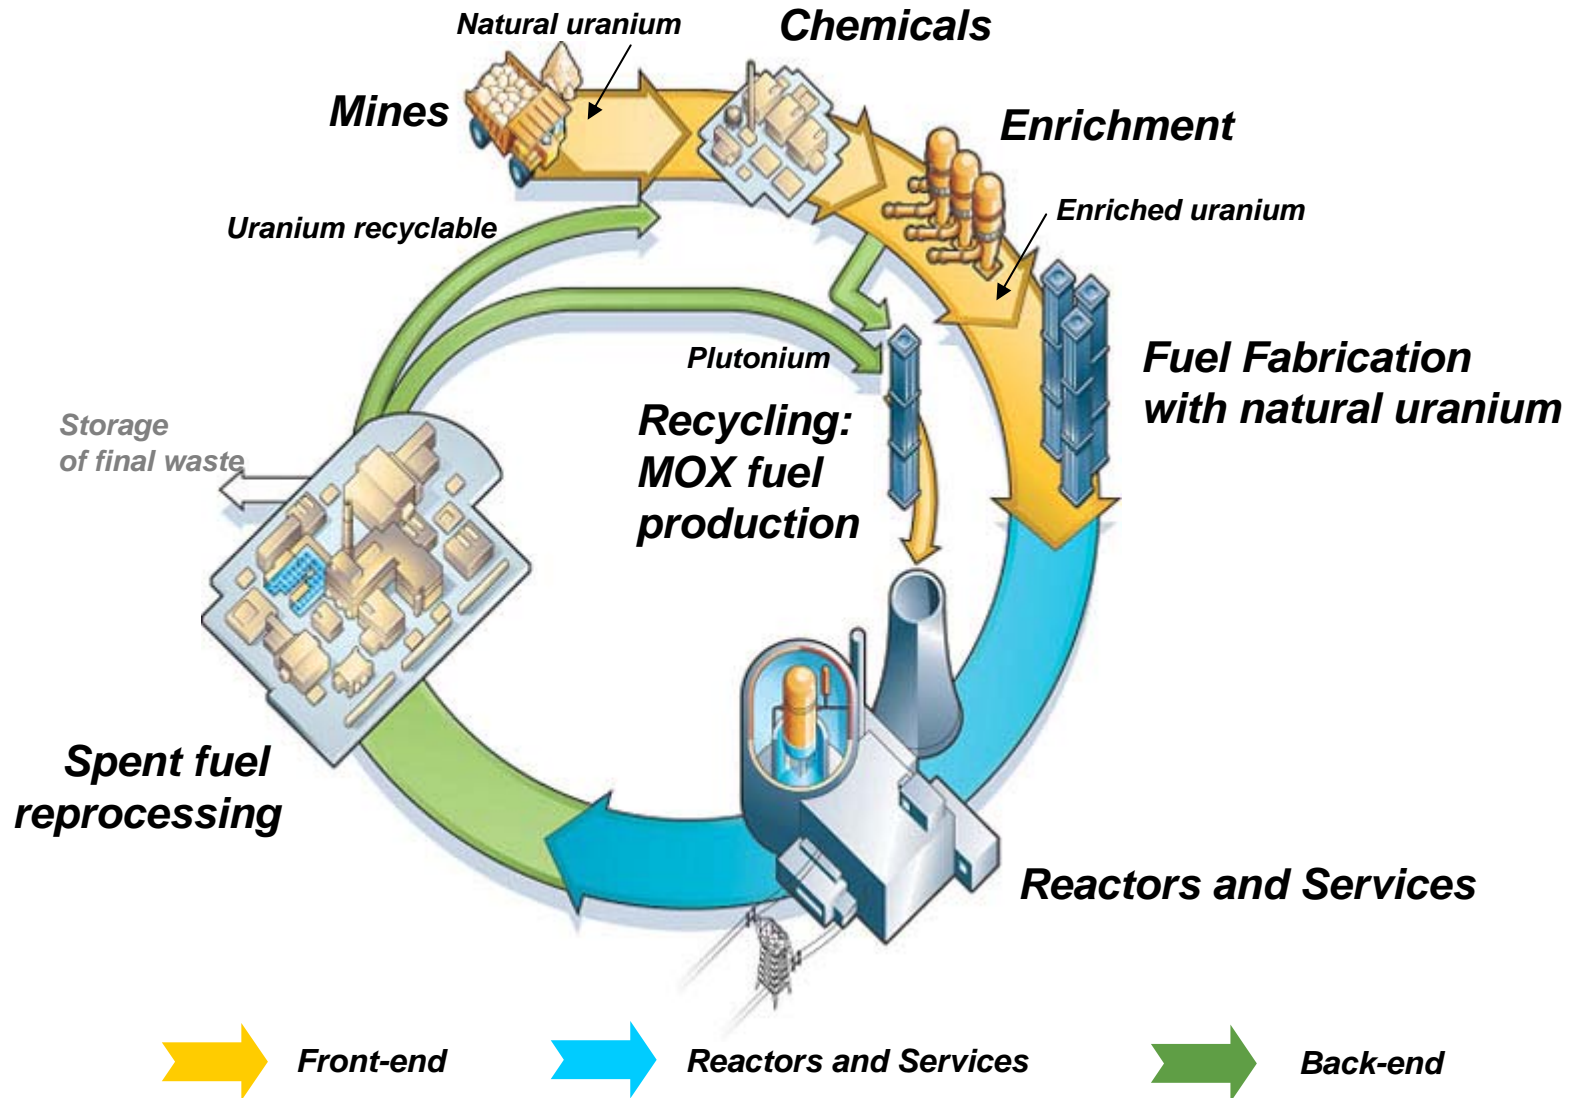 Natural uranium
Chemicals
Mines
Enrichment
Uranium recyclable
Enriched uranium
Plutonium
Fuel Fabrication
with natural uranium
Recycling:
MOX fuel
production
Storage
of final waste
Spent fuel
reprocessing
Reactors and Services
Front-end
Reactors and Services
Back-end